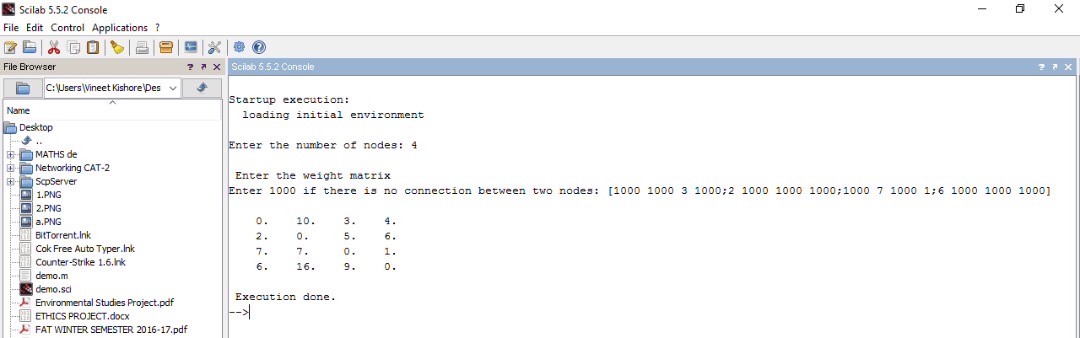 Scilab 5.5.2 Console
File Edit Control Applications ?
File Browser
C:\Users\Vineet Kishore\Des
Name
Desktop
..
MATHS de
Networking CAT-2
ScpServer
1.PNG
2.PNG
a.PNG
BitTorrent.lnk
Cok Free Auto Typer.lnk
Counter-Strike 1.6.lnk
demo.m
demo.sci
Environmental Studies Project.pdf
ETHICS PROJECT.docx
FAT WINTER SEMESTER 2016-17.pdf
Scilab 5.5.2 Console
Startup execution:
loading initial environment
Enter the number of nodes: 4
Enter the weight matrix
Enter 1000 if there is no connection between two nodes: [1000 1000 3 1000;2 1000 1000 1000;1000 7 1000 1;6 1000 1000 1000]
0. 10. 3. 4.
2. 0. 5. 6.
7. 7. 0. 1.
6. 16. 9. 0.
Execution done.
-->